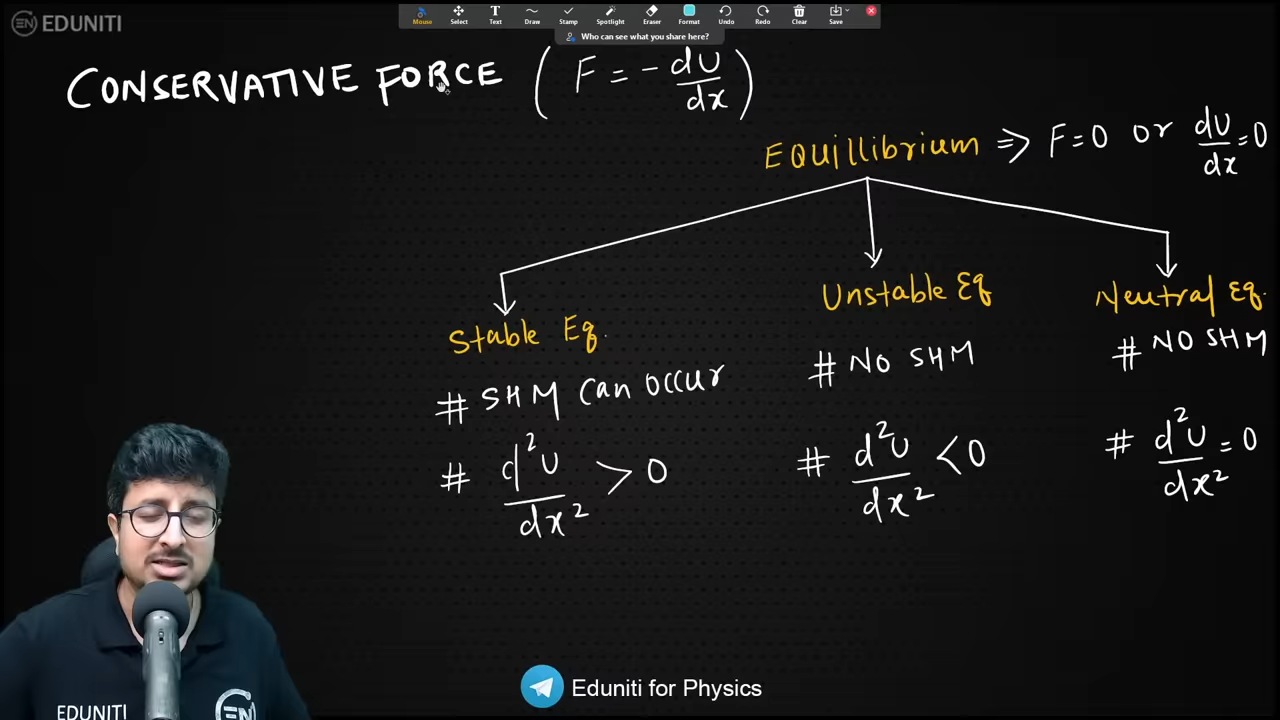 EDUNITI
Mouse Select Text Draw Stamp Spotlight Eraser Format Undo Redo Clear Save
Who can see what you share here?
CONSERVATIVE FORCE ( F = - dU/dx )
EQUillibrium ⇒ F=0 or dU/dx = 0
Stable Eq.
# SHM Can occur
# d²U/dx² > 0
Unstable Eq
# NO SHM
# d²U/dx² < 0
Neutral Eq.
# NO SHM
# d²U/dx² = 0
EDUNITI
EN
Eduniti for Physics